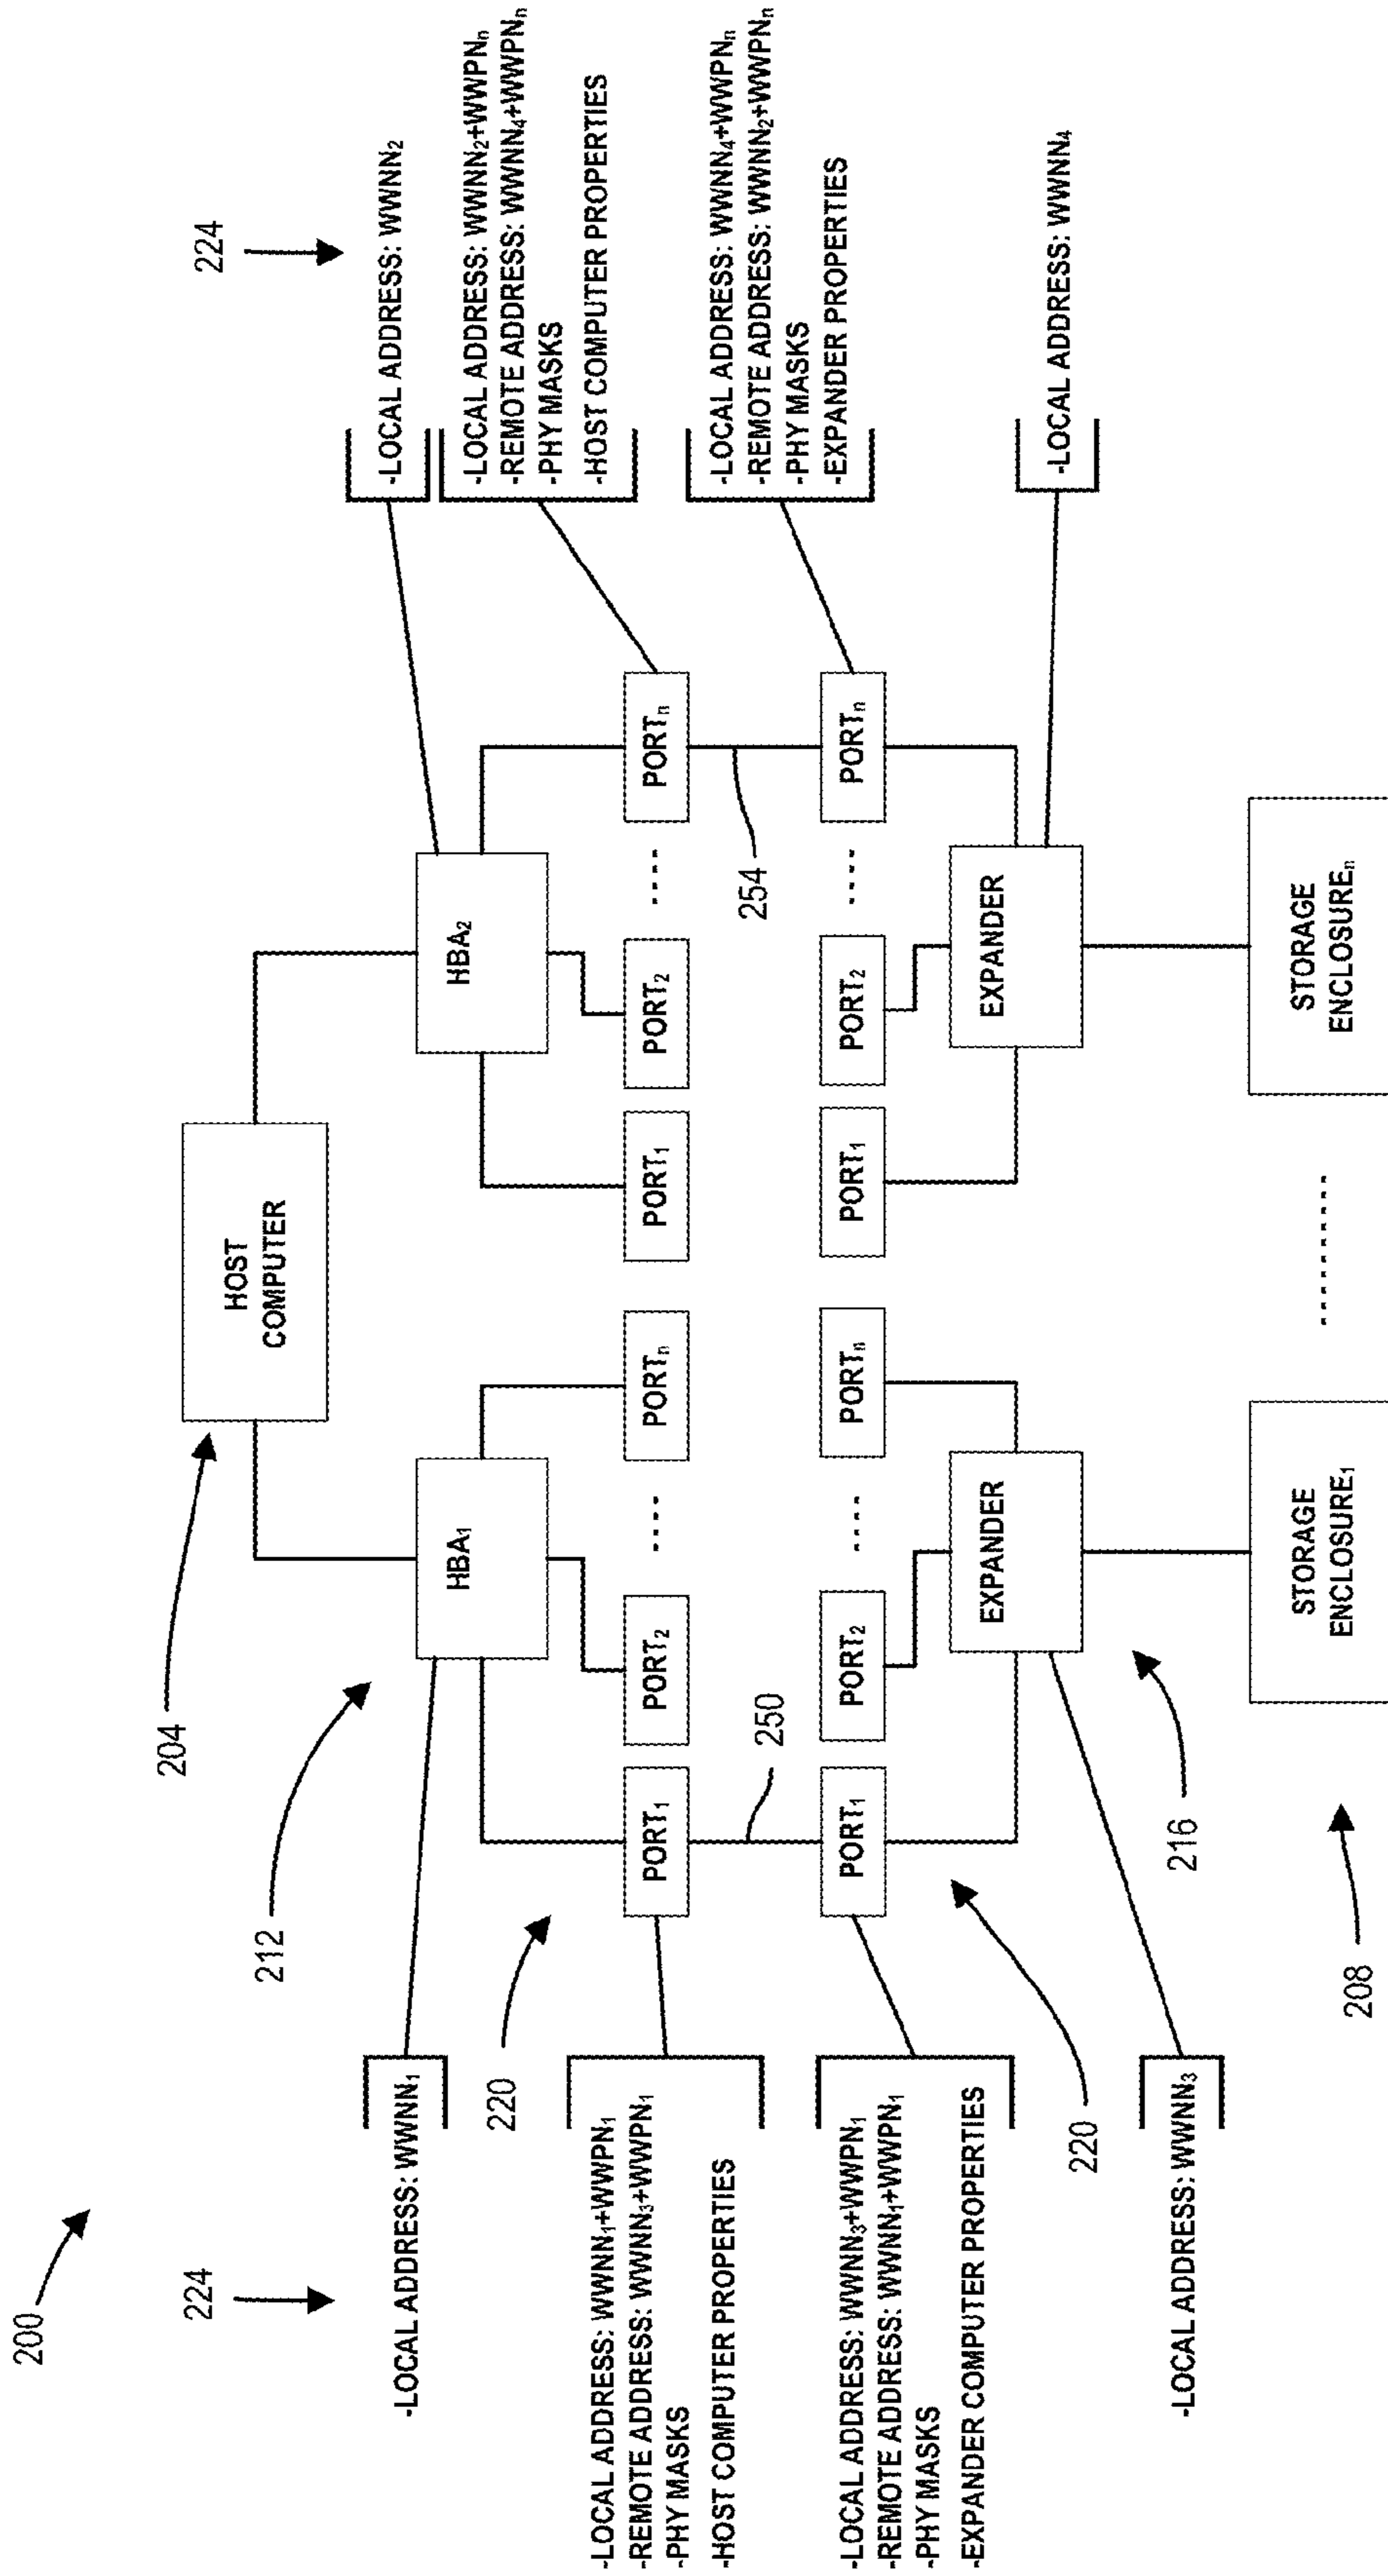 200
224
-LOCAL ADDRESS: WWNN₁
220
-LOCAL ADDRESS: WWNN₁+WWPN₁
-REMOTE ADDRESS: WWNN₃+WWPN₁
-PHY MASKS
-HOST COMPUTER PROPERTIES
-LOCAL ADDRESS: WWNN₃+WWPN₁
-REMOTE ADDRESS: WWNN₁+WWPN₁
-PHY MASKS
-EXPANDER COMPUTER PROPERTIES
220
-LOCAL ADDRESS: WWNN₃
204
212
HOST
COMPUTER
HBA₁
HBA₂
PORT₁
PORT₂
....
PORTₙ
PORT₁
PORT₂
....
PORTₙ
250
254
PORT₁
PORT₂
....
PORTₙ
PORT₁
PORT₂
....
PORTₙ
EXPANDER
EXPANDER
216
208
STORAGE
ENCLOSURE₁
..........
STORAGE
ENCLOSUREₙ
224
-LOCAL ADDRESS: WWNN₂
-LOCAL ADDRESS: WWNN₂+WWPNₙ
-REMOTE ADDRESS: WWNN₄+WWPNₙ
-PHY MASKS
-HOST COMPUTER PROPERTIES
-LOCAL ADDRESS: WWNN₄+WWPNₙ
-REMOTE ADDRESS: WWNN₂+WWPNₙ
-PHY MASKS
-EXPANDER PROPERTIES
-LOCAL ADDRESS: WWNN₄